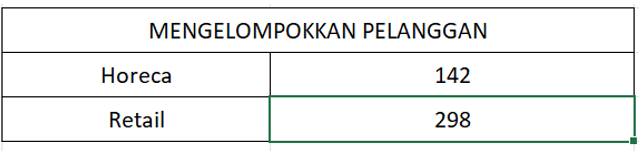 MENGELOMPOKKAN PELANGGAN
Horeca 142
Retail 298